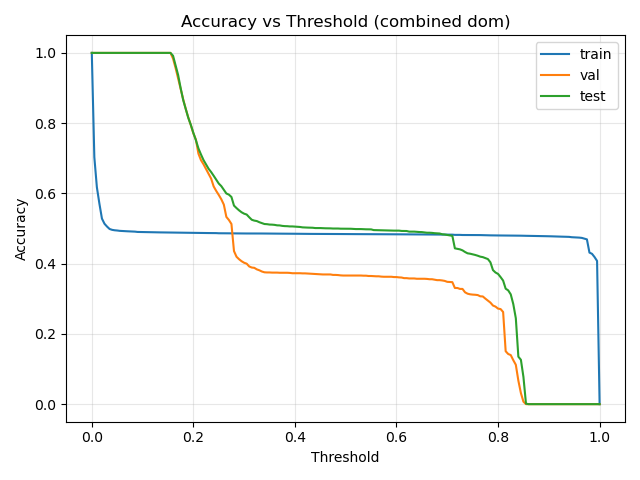 Accuracy vs Threshold (combined dom)
1.0
0.8
0.6
0.4
0.2
0.0
Accuracy
train
val
test
0.0 0.2 0.4 0.6 0.8 1.0
Threshold